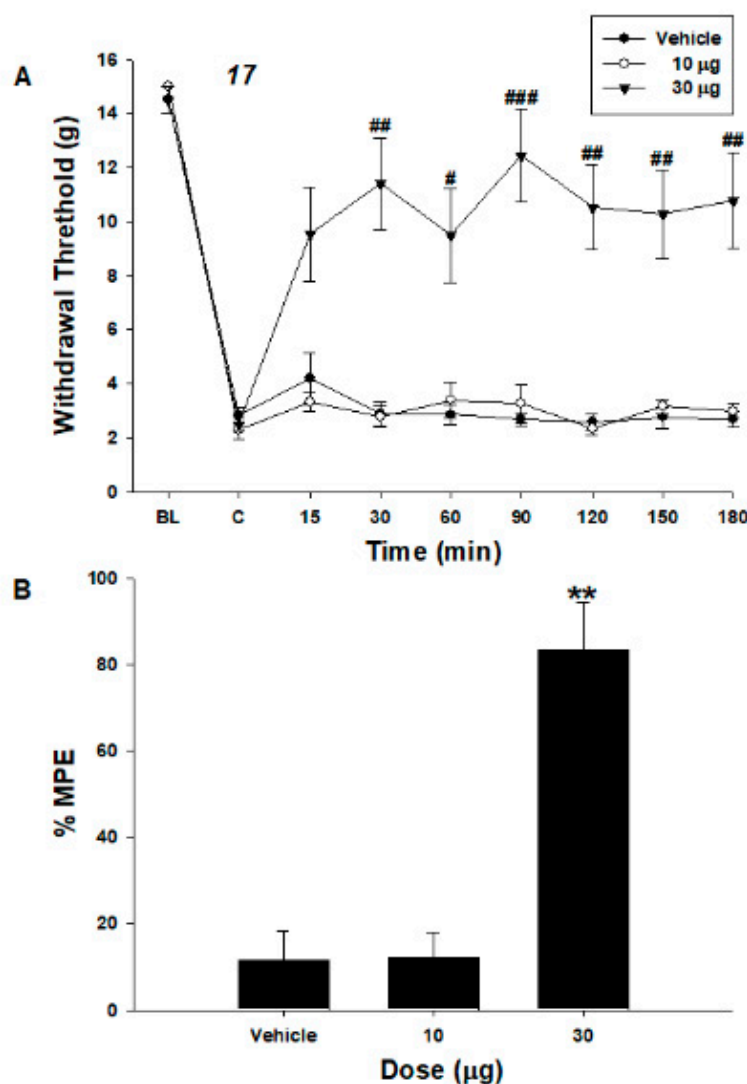 Vehicle
10 µg
30 µg
A
17
Withdrawal Threthold (g)
16
14
12
10
8
6
4
2
0
##
#
###
##
##
##
BL C 15 30 60 90 120 150 180
Time (min)
B
% MPE
100
80
60
40
20
0
**
Vehicle 10 30
Dose (µg)